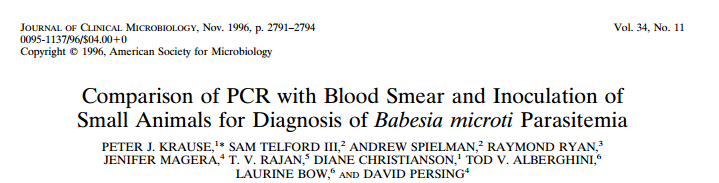 JOURNAL OF CLINICAL MICROBIOLOGY, Nov. 1996, p. 2791–2794
Vol. 34, No. 11
0095-1137/96/$04.00+0
Copyright © 1996, American Society for Microbiology
Comparison of PCR with Blood Smear and Inoculation of
Small Animals for Diagnosis of Babesia microti Parasitemia
PETER J. KRAUSE,1* SAM TELFORD III,2 ANDREW SPIELMAN,2 RAYMOND RYAN,3
JENIFER MAGERA,4 T. V. RAJAN,5 DIANE CHRISTIANSON,1 TOD V. ALBERGHINI,6
LAURINE BOW,6 AND DAVID PERSING4